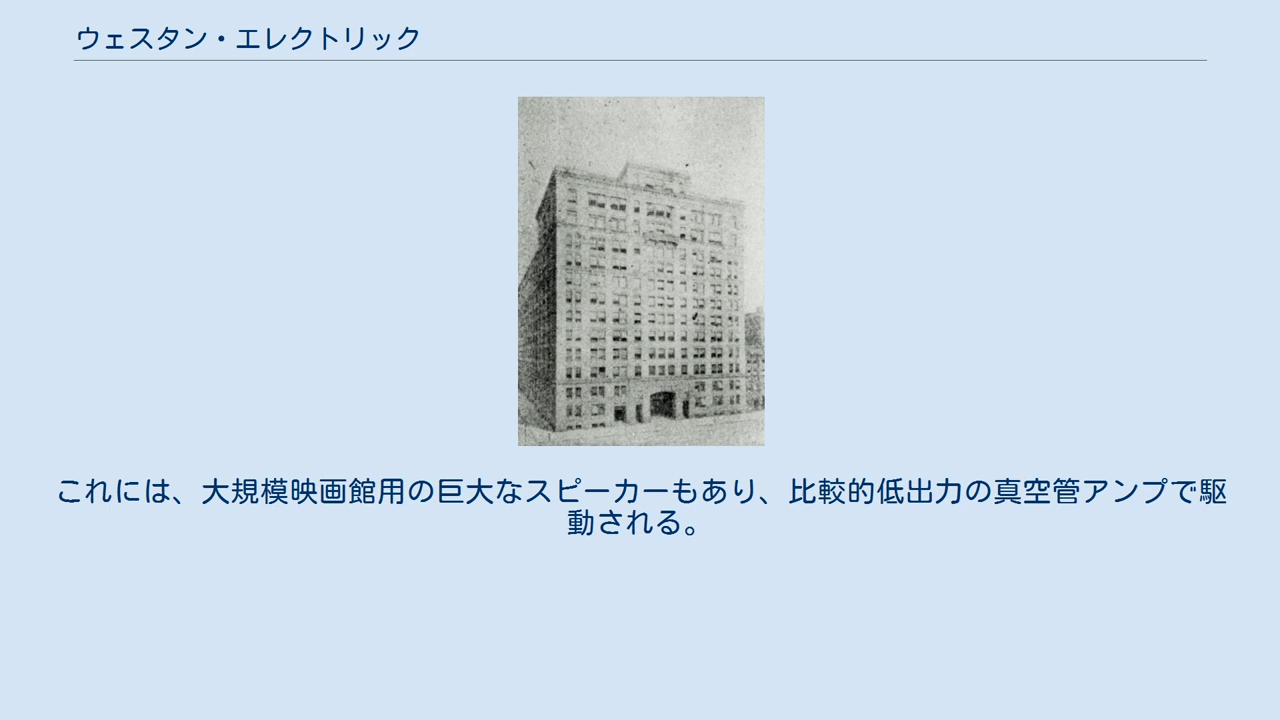 ウェスタン・エレクトリック
これには、大規模映画館用の巨大なスピーカーもあり、比較的低出力の真空管アンプで駆
動される。